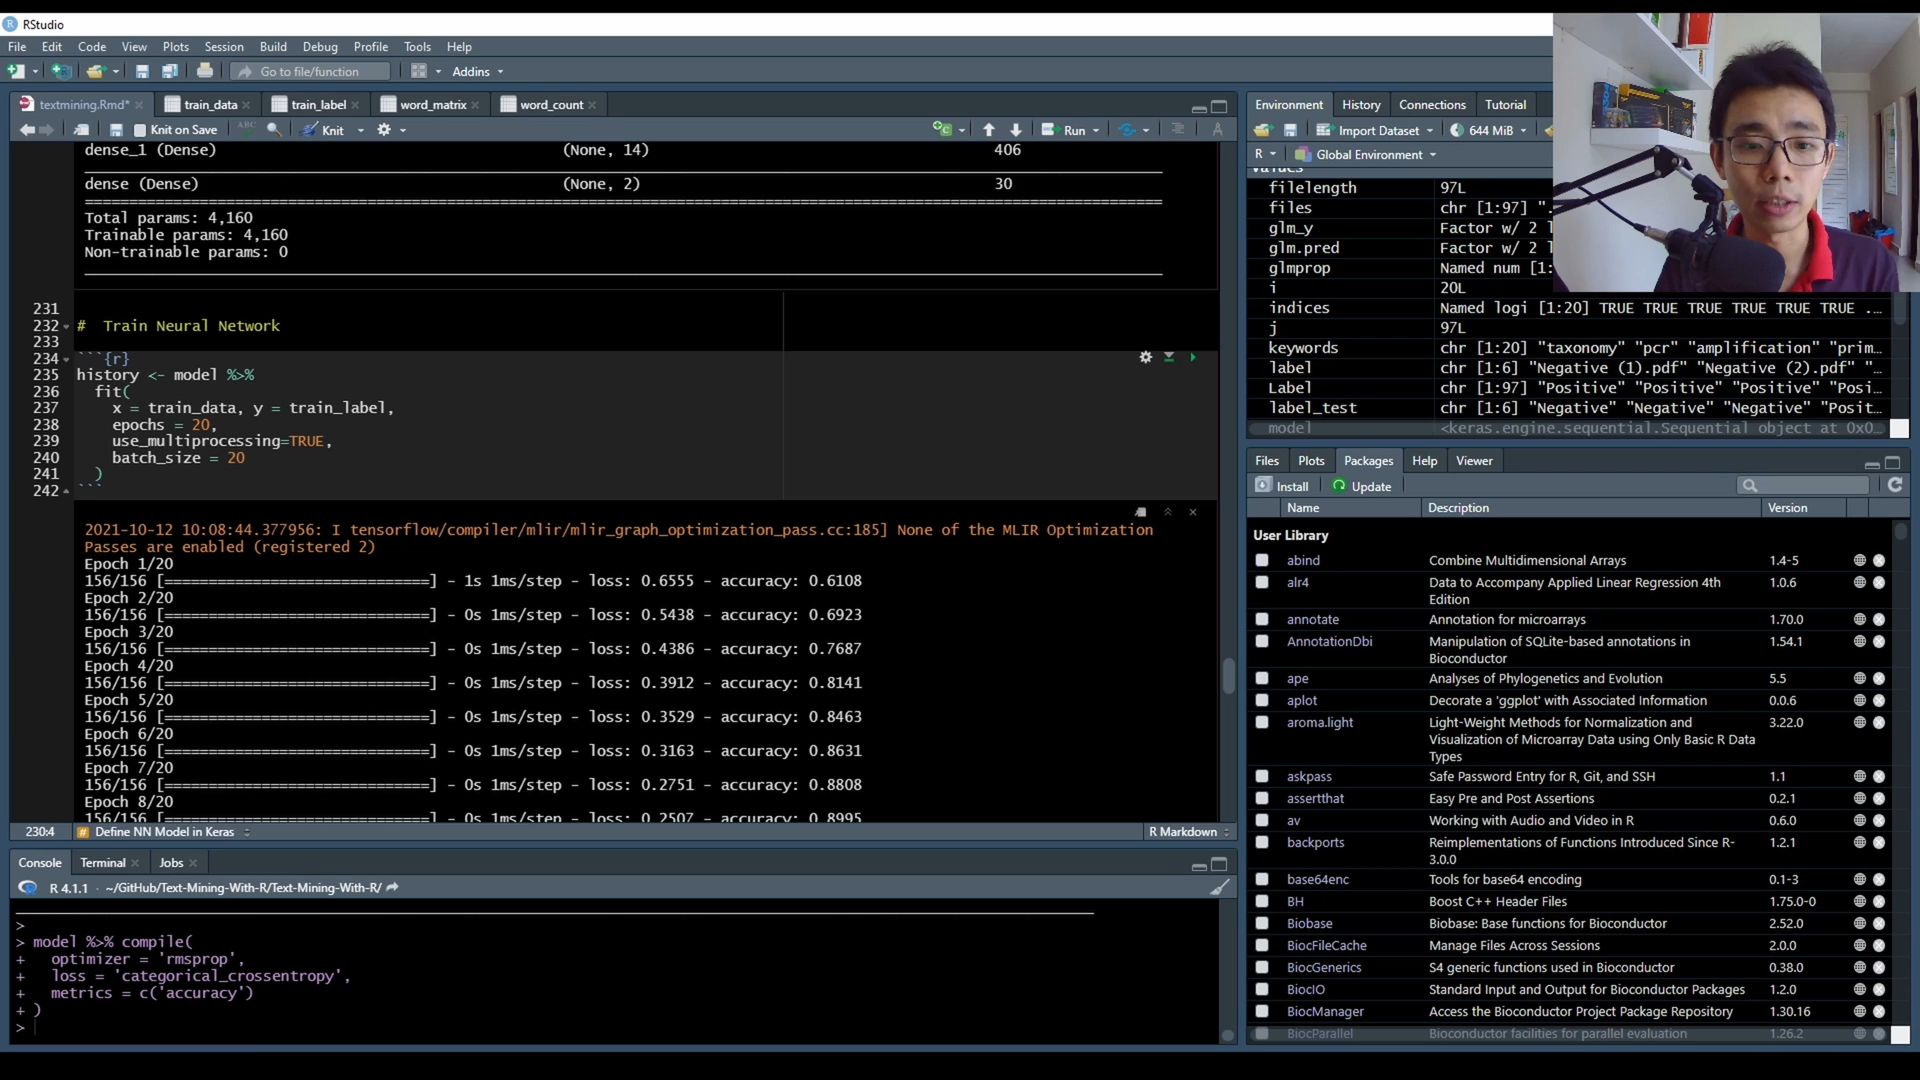 RStudio
File Edit Code View Plots Session Build Debug Profile Tools Help
Go to file/function Addins
textmining.Rmd* train_data train_label word_matrix word_count
Knit on Save ABC Knit Run
dense_1 (Dense) (None, 14) 406
dense (Dense) (None, 2) 30
Total params: 4,160
Trainable params: 4,160
Non-trainable params: 0
231
232 # Train Neural Network
233
234 ```{r}
235 history <- model %>%
236 fit(
237 x = train_data, y = train_label,
238 epochs = 20,
239 use_multiprocessing=TRUE,
240 batch_size = 20
241 )
242 ```
2021-10-12 10:08:44.377956: I tensorflow/compiler/mlir/mlir_graph_optimization_pass.cc:185] None of the MLIR Optimization
Passes are enabled (registered 2)
Epoch 1/20
156/156 [==============================] - 1s 1ms/step - loss: 0.6555 - accuracy: 0.6108
Epoch 2/20
156/156 [==============================] - 0s 1ms/step - loss: 0.5438 - accuracy: 0.6923
Epoch 3/20
156/156 [==============================] - 0s 1ms/step - loss: 0.4386 - accuracy: 0.7687
Epoch 4/20
156/156 [==============================] - 0s 1ms/step - loss: 0.3912 - accuracy: 0.8141
Epoch 5/20
156/156 [==============================] - 0s 1ms/step - loss: 0.3529 - accuracy: 0.8463
Epoch 6/20
156/156 [==============================] - 0s 1ms/step - loss: 0.3163 - accuracy: 0.8631
Epoch 7/20
156/156 [==============================] - 0s 1ms/step - loss: 0.2751 - accuracy: 0.8808
Epoch 8/20
156/156 [==============================] - 0s 1ms/step - loss: 0.2507 - accuracy: 0.8995
230:4 # Define NN Model in Keras R Markdown
Console Terminal Jobs
R 4.1.1 · ~/GitHub/Text-Mining-With-R/Text-Mining-With-R/
>
> model %>% compile(
+ optimizer = 'rmsprop',
+ loss = 'categorical_crossentropy',
+ metrics = c('accuracy')
+ )
>
Environment History Connections Tutorial
Import Dataset 644 MiB
R Global Environment
Values
filelength 97L
files chr [1:97] ".
glm_y Factor w/ 2 l
glm.pred Factor w/ 2 l
glmprop Named num [1:
i 20L
indices Named logi [1:20] TRUE TRUE TRUE TRUE TRUE TRUE ...
j 97L
keywords chr [1:20] "taxonomy" "pcr" "amplification" "prim...
label chr [1:6] "Negative (1).pdf" "Negative (2).pdf" "...
Label chr [1:97] "Positive" "Positive" "Positive" "Posi...
label_test chr [1:6] "Negative" "Negative" "Negative" "Posit...
model <keras.engine.sequential.Sequential object at 0x0...
Files Plots Packages Help Viewer
Install Update
Name Description Version
User Library
abind Combine Multidimensional Arrays 1.4-5
alr4 Data to Accompany Applied Linear Regression 4th 1.0.6
Edition
annotate Annotation for microarrays 1.70.0
AnnotationDbi Manipulation of SQLite-based annotations in 1.54.1
Bioconductor
ape Analyses of Phylogenetics and Evolution 5.5
aplot Decorate a 'ggplot' with Associated Information 0.0.6
aroma.light Light-Weight Methods for Normalization and 3.22.0
Visualization of Microarray Data using Only Basic R Data
Types
askpass Safe Password Entry for R, Git, and SSH 1.1
assertthat Easy Pre and Post Assertions 0.2.1
av Working with Audio and Video in R 0.6.0
backports Reimplementations of Functions Introduced Since R- 1.2.1
3.0.0
base64enc Tools for base64 encoding 0.1-3
BH Boost C++ Header Files 1.75.0-0
Biobase Biobase: Base functions for Bioconductor 2.52.0
BiocFileCache Manage Files Across Sessions 2.0.0
BiocGenerics S4 generic functions used in Bioconductor 0.38.0
BiocIO Standard Input and Output for Bioconductor Packages 1.2.0
BiocManager Access the Bioconductor Project Package Repository 1.30.16
BiocParallel Bioconductor facilities for parallel evaluation 1.26.2